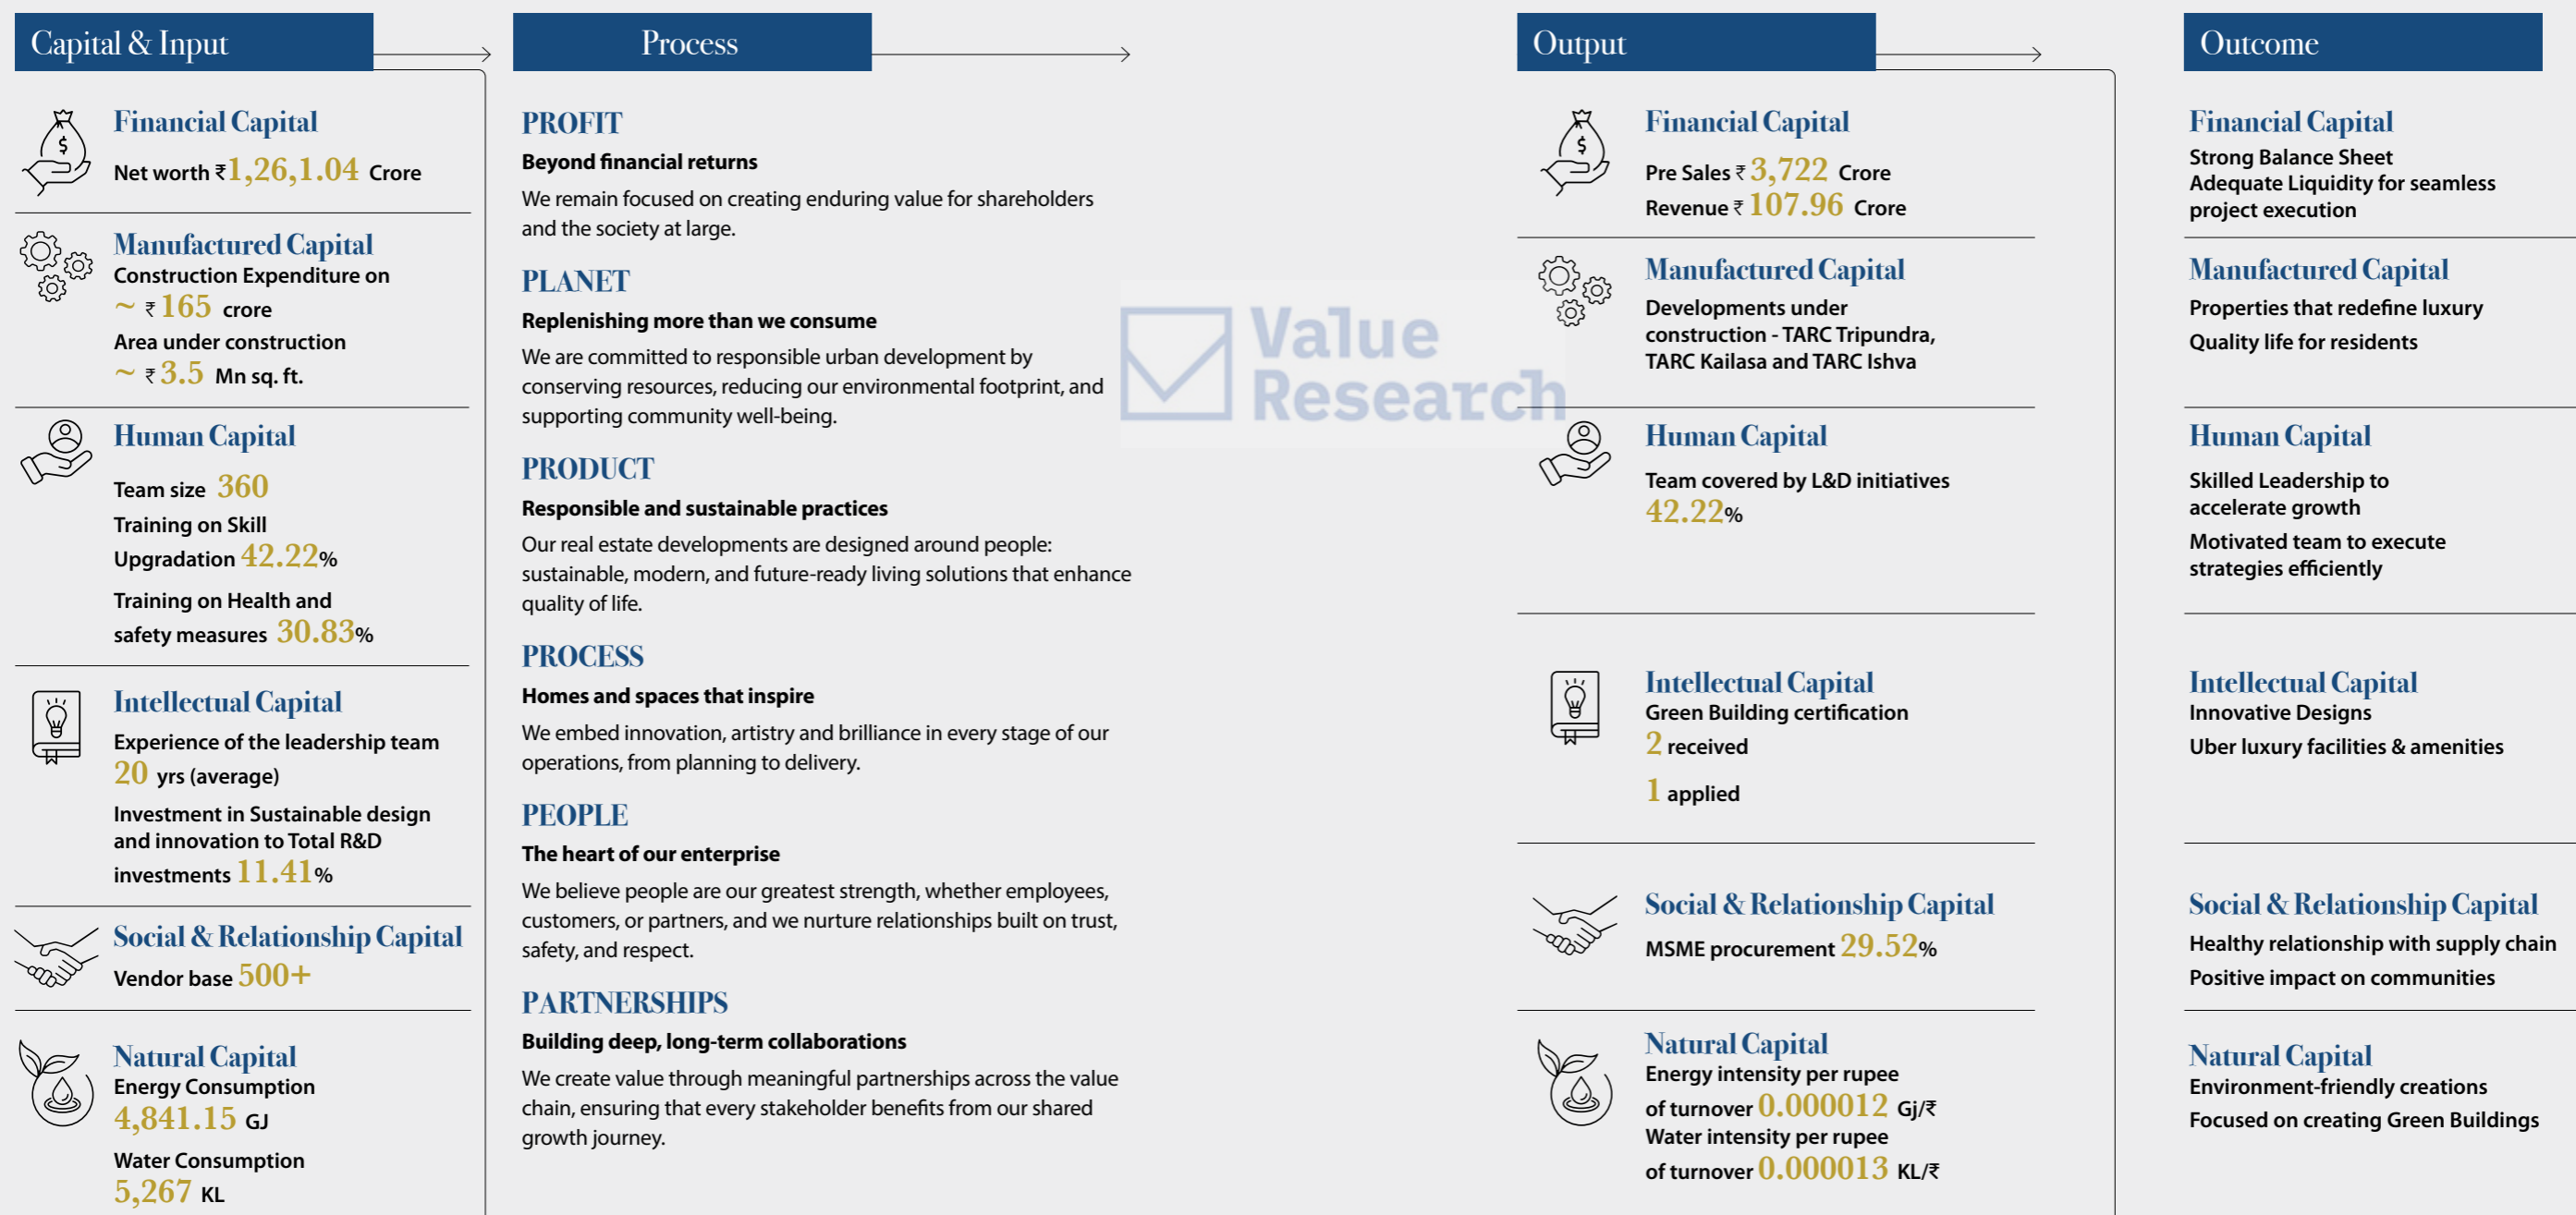 Capital & Input
Financial Capital
Net worth ₹1,26,1.04 Crore
Manufactured Capital
Construction Expenditure on
~ ₹ 165 crore
Area under construction
~ ₹ 3.5 Mn sq. ft.
Human Capital
Team size 360
Training on Skill
Upgradation 42.22%
Training on Health and
safety measures 30.83%
Intellectual Capital
Experience of the leadership team
20 yrs (average)
Investment in Sustainable design
and innovation to Total R&D
investments 11.41%
Social & Relationship Capital
Vendor base 500+
Natural Capital
Energy Consumption
4,841.15 GJ
Water Consumption
5,267 KL
Process
PROFIT
Beyond financial returns
We remain focused on creating enduring value for shareholders
and the society at large.
PLANET
Replenishing more than we consume
We are committed to responsible urban development by
conserving resources, reducing our environmental footprint, and
supporting community well-being.
PRODUCT
Responsible and sustainable practices
Our real estate developments are designed around people:
sustainable, modern, and future-ready living solutions that enhance
quality of life.
PROCESS
Homes and spaces that inspire
We embed innovation, artistry and brilliance in every stage of our
operations, from planning to delivery.
PEOPLE
The heart of our enterprise
We believe people are our greatest strength, whether employees,
customers, or partners, and we nurture relationships built on trust,
safety, and respect.
PARTNERSHIPS
Building deep, long-term collaborations
We create value through meaningful partnerships across the value
chain, ensuring that every stakeholder benefits from our shared
growth journey.
Value
Research
Output
Financial Capital
Pre Sales ₹ 3,722 Crore
Revenue ₹ 107.96 Crore
Manufactured Capital
Developments under
construction - TARC Tripundra,
TARC Kailasa and TARC Ishva
Human Capital
Team covered by L&D initiatives
42.22%
Intellectual Capital
Green Building certification
2 received
1 applied
Social & Relationship Capital
MSME procurement 29.52%
Natural Capital
Energy intensity per rupee
of turnover 0.000012 Gj/₹
Water intensity per rupee
of turnover 0.000013 KL/₹
Outcome
Financial Capital
Strong Balance Sheet
Adequate Liquidity for seamless
project execution
Manufactured Capital
Properties that redefine luxury
Quality life for residents
Human Capital
Skilled Leadership to
accelerate growth
Motivated team to execute
strategies efficiently
Intellectual Capital
Innovative Designs
Uber luxury facilities & amenities
Social & Relationship Capital
Healthy relationship with supply chain
Positive impact on communities
Natural Capital
Environment-friendly creations
Focused on creating Green Buildings